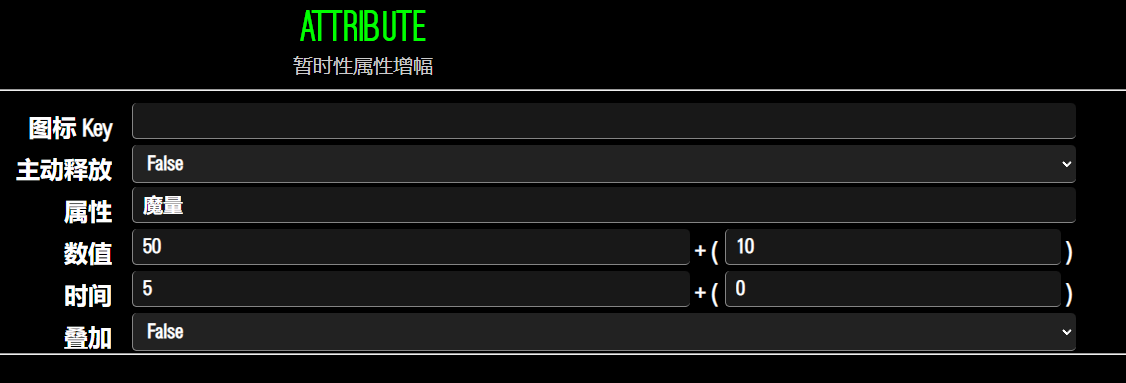 ATTRIBUTE
暂时性属性增幅
图标 Key
主动释放 False
属性 魔量
数值 50 + ( 10 )
时间 5 + ( 0 )
叠加 False